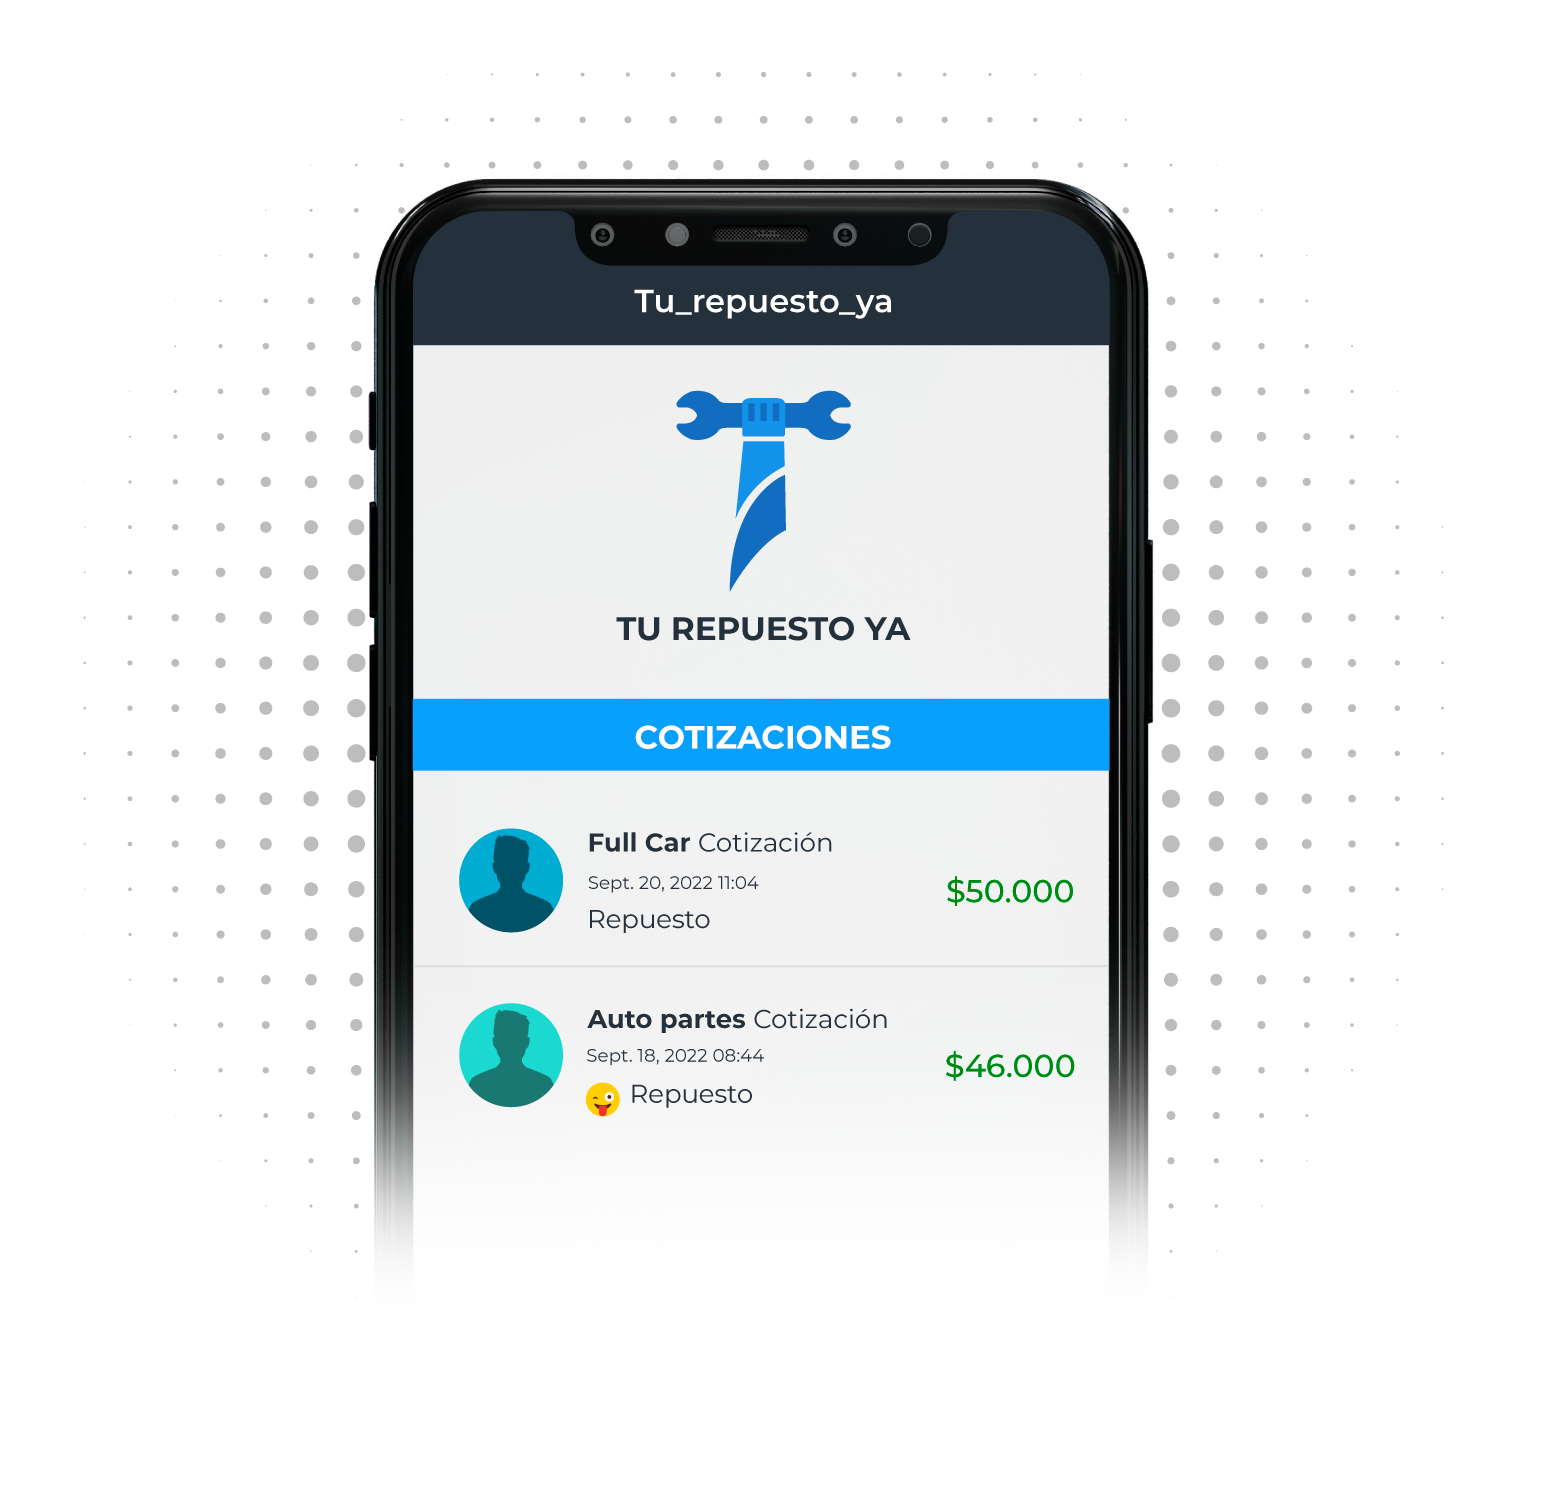 Tu_repuesto_ya
TU REPUESTO YA
COTIZACIONES
Full Car Cotización
Sept. 20, 2022 11:04
$50.000
Repuesto
Auto partes Cotización
Sept. 18, 2022 08:44
$46.000
😜 Repuesto